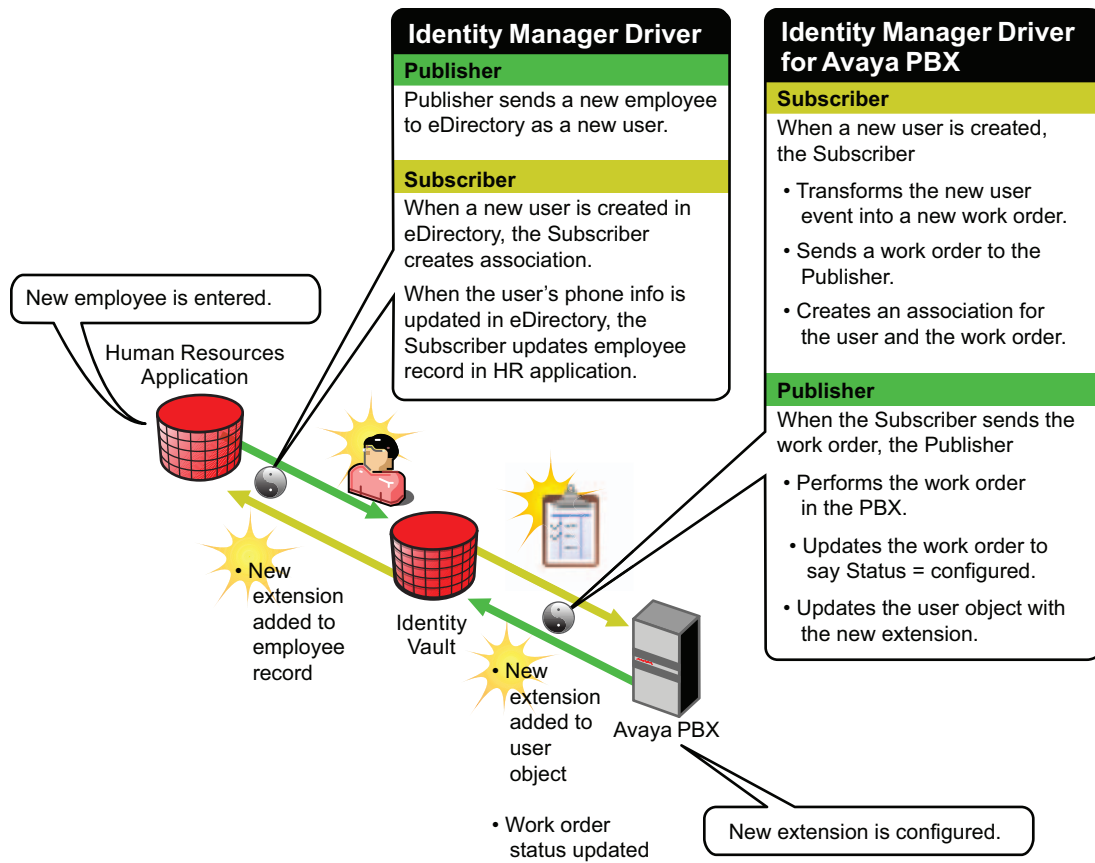 Identity Manager Driver
Publisher
Publisher sends a new employee
to eDirectory as a new user.
Subscriber
When a new user is created in
eDirectory, the Subscriber
creates association.
When the user's phone info is
updated in eDirectory, the
Subscriber updates employee
record in HR application.
Identity Manager Driver
for Avaya PBX
Subscriber
When a new user is created,
the Subscriber
• Transforms the new user
event into a new work order.
• Sends a work order to the
Publisher.
• Creates an association for
the user and the work order.
Publisher
When the Subscriber sends the
work order, the Publisher
• Performs the work order
in the PBX.
• Updates the work order to
say Status = configured.
• Updates the user object with
the new extension.
New employee is entered.
Human Resources
Application
• New
extension
added to
employee
record
Identity
Vault
• New
extension
added to
user
object
• Work order
status updated
Avaya PBX
New extension is configured.